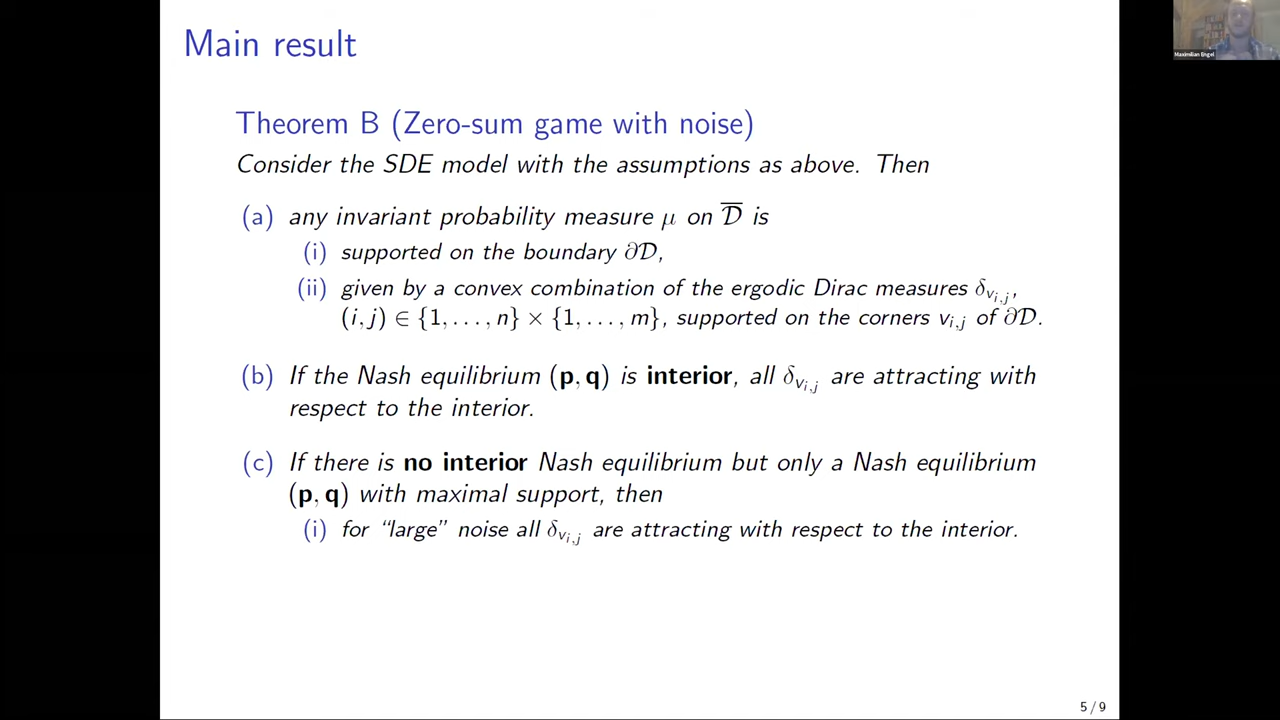 Main result
Maximilian Engel
Theorem B (Zero-sum game with noise)
Consider the SDE model with the assumptions as above. Then
(a) any invariant probability measure μ on 𝒟̅ is
(i) supported on the boundary ∂𝒟,
(ii) given by a convex combination of the ergodic Dirac measures δ_{v_{i,j}},
(i, j) ∈ {1, . . . , n} × {1, . . . , m}, supported on the corners v_{i,j} of ∂𝒟.
(b) If the Nash equilibrium (p, q) is interior, all δ_{v_{i,j}} are attracting with
respect to the interior.
(c) If there is no interior Nash equilibrium but only a Nash equilibrium
(p, q) with maximal support, then
(i) for “large” noise all δ_{v_{i,j}} are attracting with respect to the interior.
5 / 9